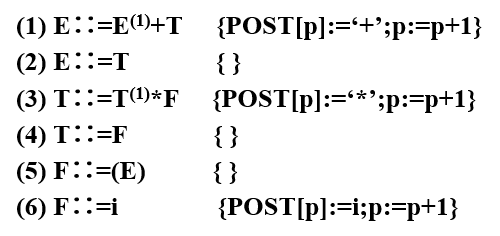 (1) E∷=E⁽¹⁾+T {POST[p]:=‘+’;p:=p+1}
(2) E∷=T { }
(3) T∷=T⁽¹⁾*F {POST[p]:=‘*’;p:=p+1}
(4) T∷=F { }
(5) F∷=(E) { }
(6) F∷=i {POST[p]:=i;p:=p+1}